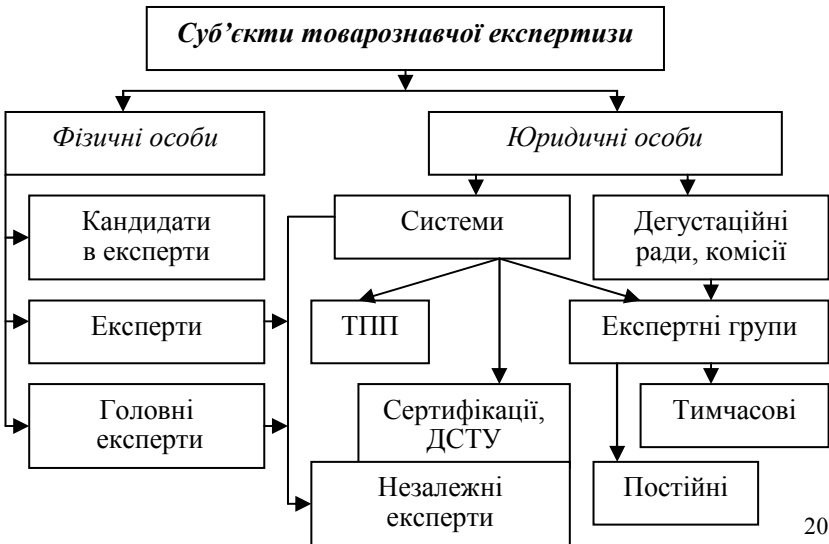 Суб’єкти товарознавчої експертизи
Фізичні особи
Юридичні особи
Кандидати
в експерти
Системи
Дегустаційні
ради, комісії
Експерти
ТПП
Експертні групи
Головні
експерти
Сертифікації,
ДСТУ
Тимчасові
Незалежні
експерти
Постійні
20